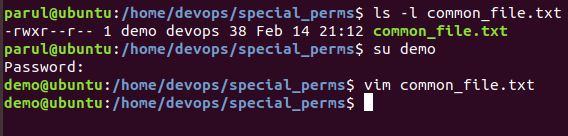 parul@ubuntu:/home/devops/special_perms$ ls -l common_file.txt
-rwxr--r-- 1 demo devops 38 Feb 14 21:12 common_file.txt
parul@ubuntu:/home/devops/special_perms$ su demo
Password:
demo@ubuntu:/home/devops/special_perms$ vim common_file.txt
demo@ubuntu:/home/devops/special_perms$